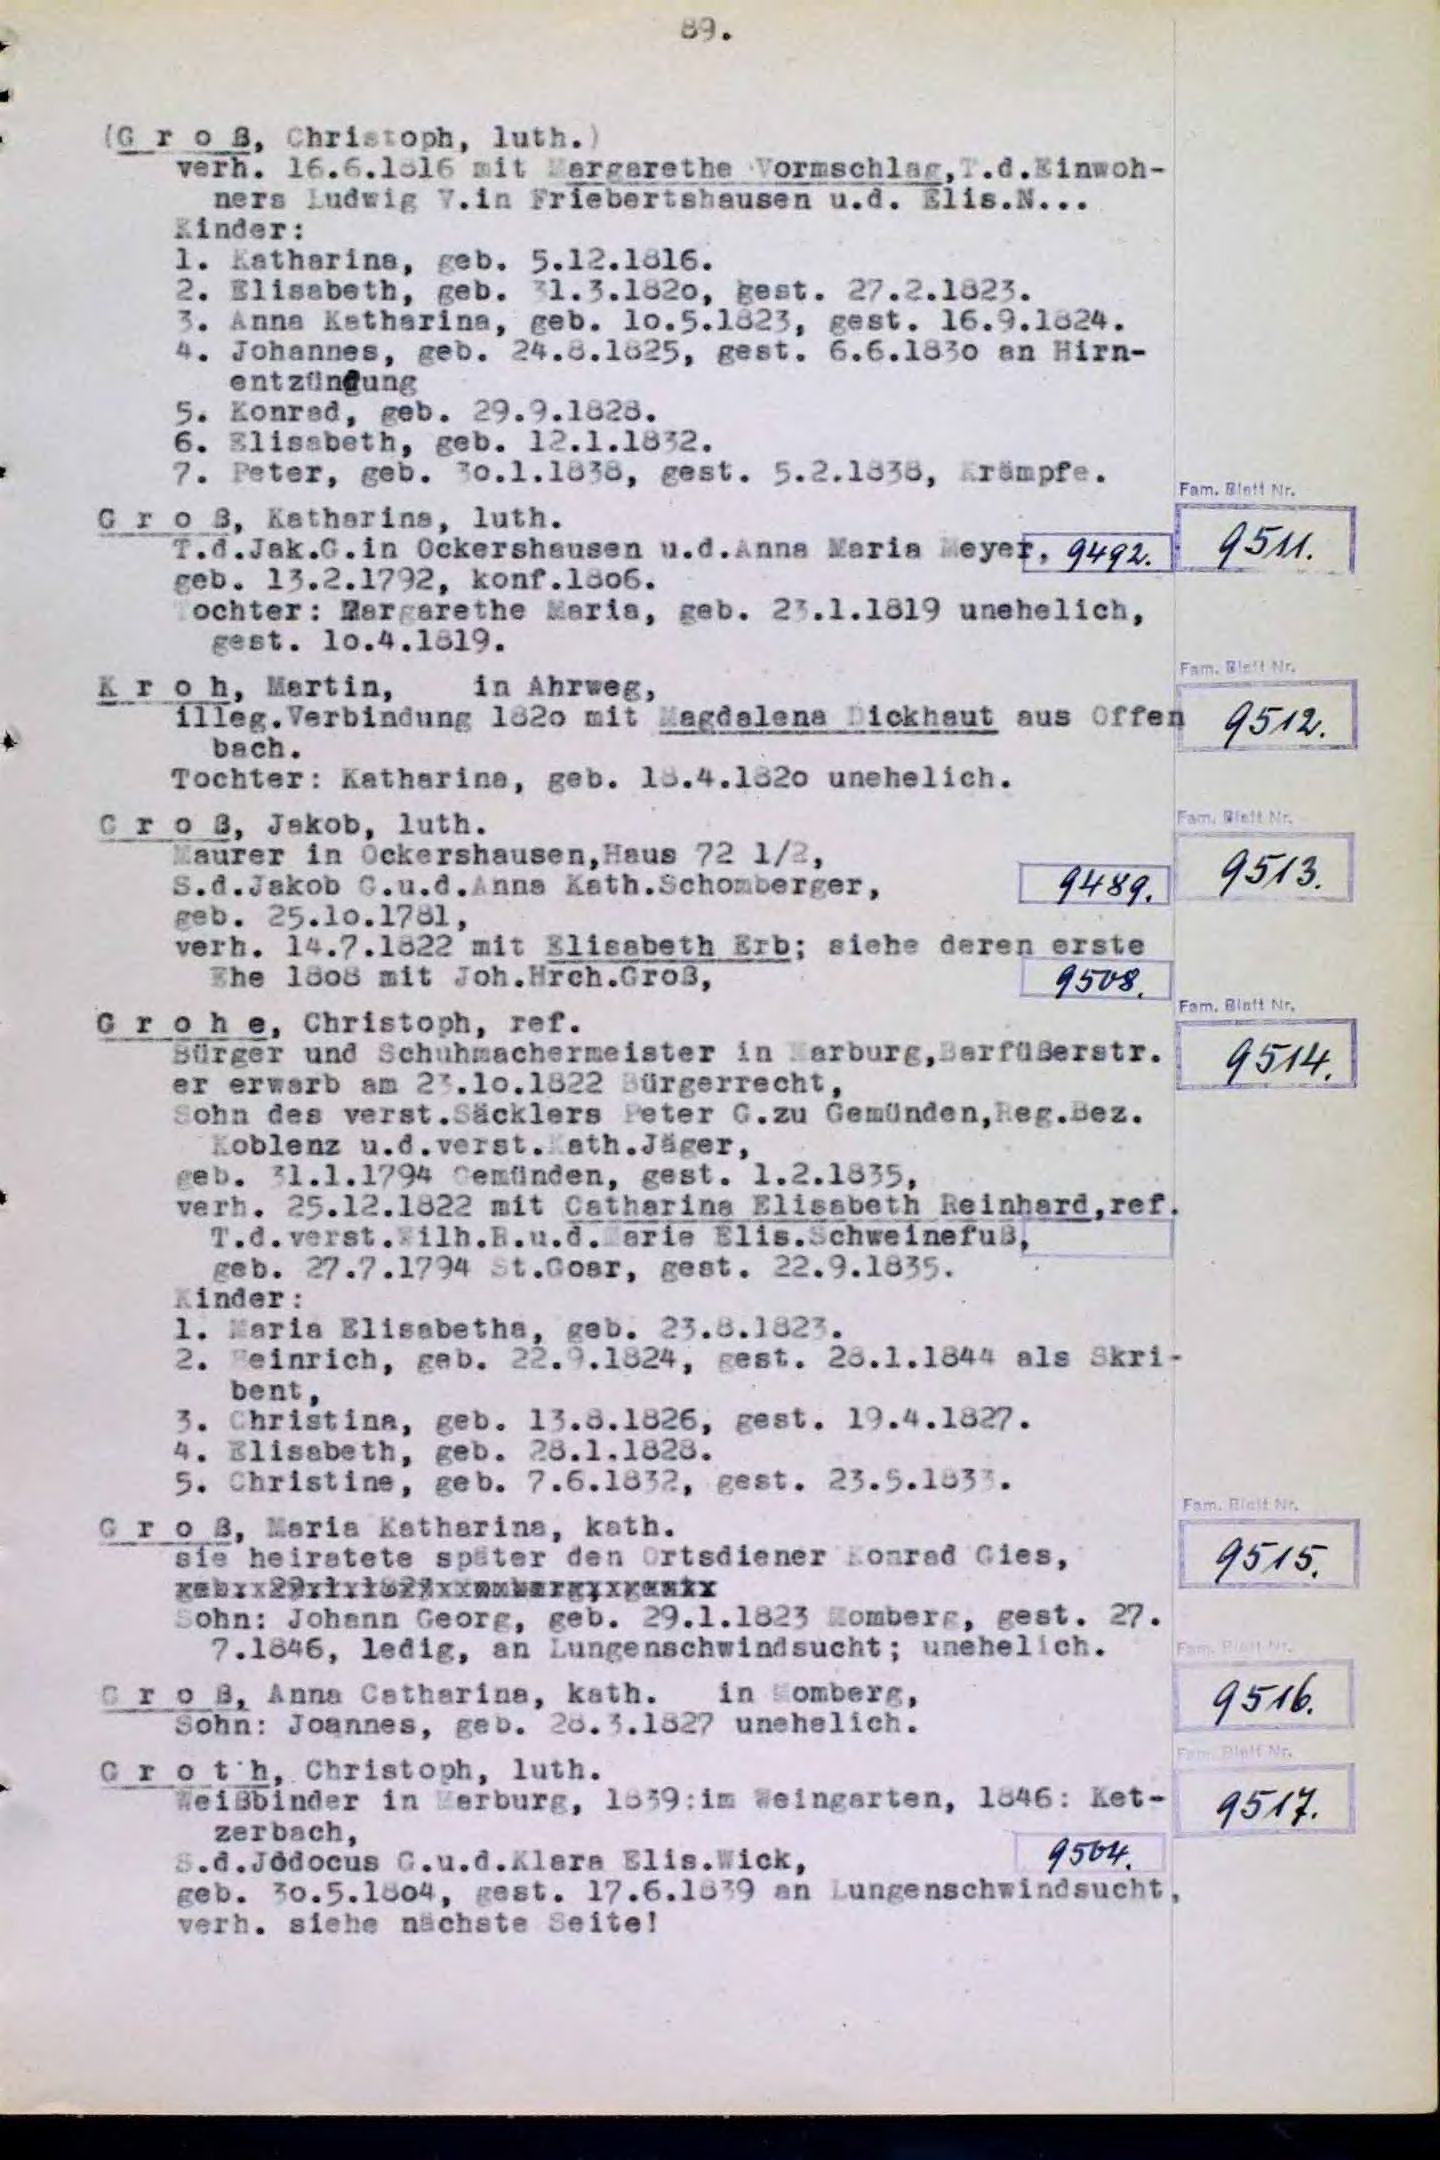 89.
(G r o ß, Christoph, luth.)
verh. 16.6.1816 mit Margarethe Vormschlag,T.d.Einwoh-
ners Ludwig V.in Friebertshausen u.d. Elis.N...
Kinder:
1. Katharina, geb. 5.12.1816.
2. Elisabeth, geb. 31.3.182o, gest. 27.2.1823.
3. Anna Katharina, geb. 1o.5.1823, gest. 16.9.1824.
4. Johannes, geb. 24.8.1825, gest. 6.6.183o an Hirn-
entzündung
5. Konrad, geb. 29.9.1828.
6. Elisabeth, geb. 12.1.1832.
7. Peter, geb. 3o.1.1838, gest. 5.2.1838, Krämpfe.
Fam. Blatt Nr.
G r o ß, Katharina, luth.
T.d.Jak.G.in Ockershausen u.d.Anna Maria Meyer, 9492. 9511.
geb. 13.2.1792, konf.18o6.
Tochter: Margarethe Maria, geb. 23.1.1819 unehelich,
gest. 1o.4.1819.
Fam. Blatt Nr.
K r o h, Martin, in Ahrweg,
illeg.Verbindung 182o mit Magdalena Dickhaut aus Offen 9512.
bach.
Tochter: Katharina, geb. 18.4.182o unehelich.
Fam. Blatt Nr.
G r o ß, Jakob, luth.
Maurer in Ockershausen,Haus 72 1/2,
S.d.Jakob G.u.d.Anna Kath.Schomberger, 9489. 9513.
geb. 25.1o.1781,
verh. 14.7.1822 mit Elisabeth Erb; siehe deren erste
Ehe 18o8 mit Joh.Hrch.Groß, 9508.
Fam. Blatt Nr.
G r o h e, Christoph, ref.
Bürger und Schuhmachermeister in Marburg,Barfüßerstr. 9514.
er erwarb am 23.1o.1822 Bürgerrecht,
Sohn des verst.Säcklers Peter G.zu Gemünden,Reg.Bez.
Koblenz u.d.verst.Kath.Jäger,
geb. 31.1.1794 Gemünden, gest. 1.2.1835,
verh. 25.12.1822 mit Catharina Elisabeth Reinhard,ref.
T.d.verst.Wilh.R.u.d.Marie Elis.Schweinefuß,
geb. 27.7.1794 St.Goar, gest. 22.9.1835.
Kinder:
1. Maria Elisabetha, geb. 23.8.1823.
2. Heinrich, geb. 22.9.1824, gest. 28.1.1844 als Skri-
bent,
3. Christina, geb. 13.8.1826, gest. 19.4.1827.
4. Elisabeth, geb. 28.1.1828.
5. Christine, geb. 7.6.1832, gest. 23.5.1833.
Fam. Blatt Nr.
G r o ß, Maria Katharina, kath.
sie heiratete später den Ortsdiener Konrad Gies, 9515.
Sohn: Johann Georg, geb. 29.1.1823 Momberg, gest. 27.
7.1846, ledig, an Lungenschwindsucht; unehelich.
Fam. Blatt Nr.
G r o ß, Anna Catharina, kath. in Momberg, 9516.
Sohn: Joannes, geb. 28.3.1827 unehelich.
Fam. Blatt Nr.
G r o t h, Christoph, luth.
Weißbinder in Marburg, 1839:im Weingarten, 1846: Ket- 9517.
zerbach,
S.d.Jodocus G.u.d.Klara Elis.Wick, 9504.
geb. 3o.5.18o4, gest. 17.6.1839 an Lungenschwindsucht,
verh. siehe nächste Seite!